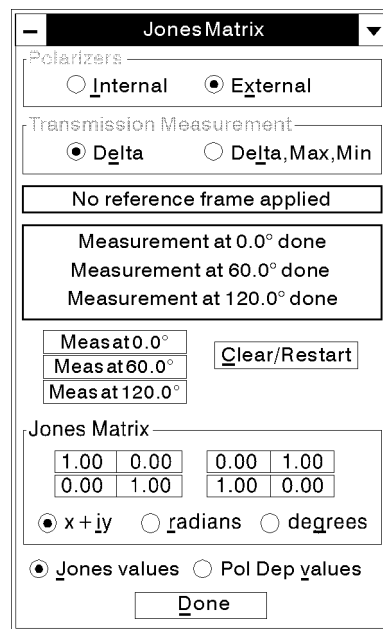 Jones Matrix
Polarizers
Internal External
Transmission Measurement
Delta Delta,Max,Min
No reference frame applied
Measurement at 0.0° done
Measurement at 60.0° done
Measurement at 120.0° done
Meas at 0.0°
Meas at 60.0°
Meas at 120.0°
Clear/Restart
Jones Matrix
1.00 0.00 0.00 1.00
0.00 1.00 1.00 0.00
x + iy radians degrees
Jones values Pol Dep values
Done